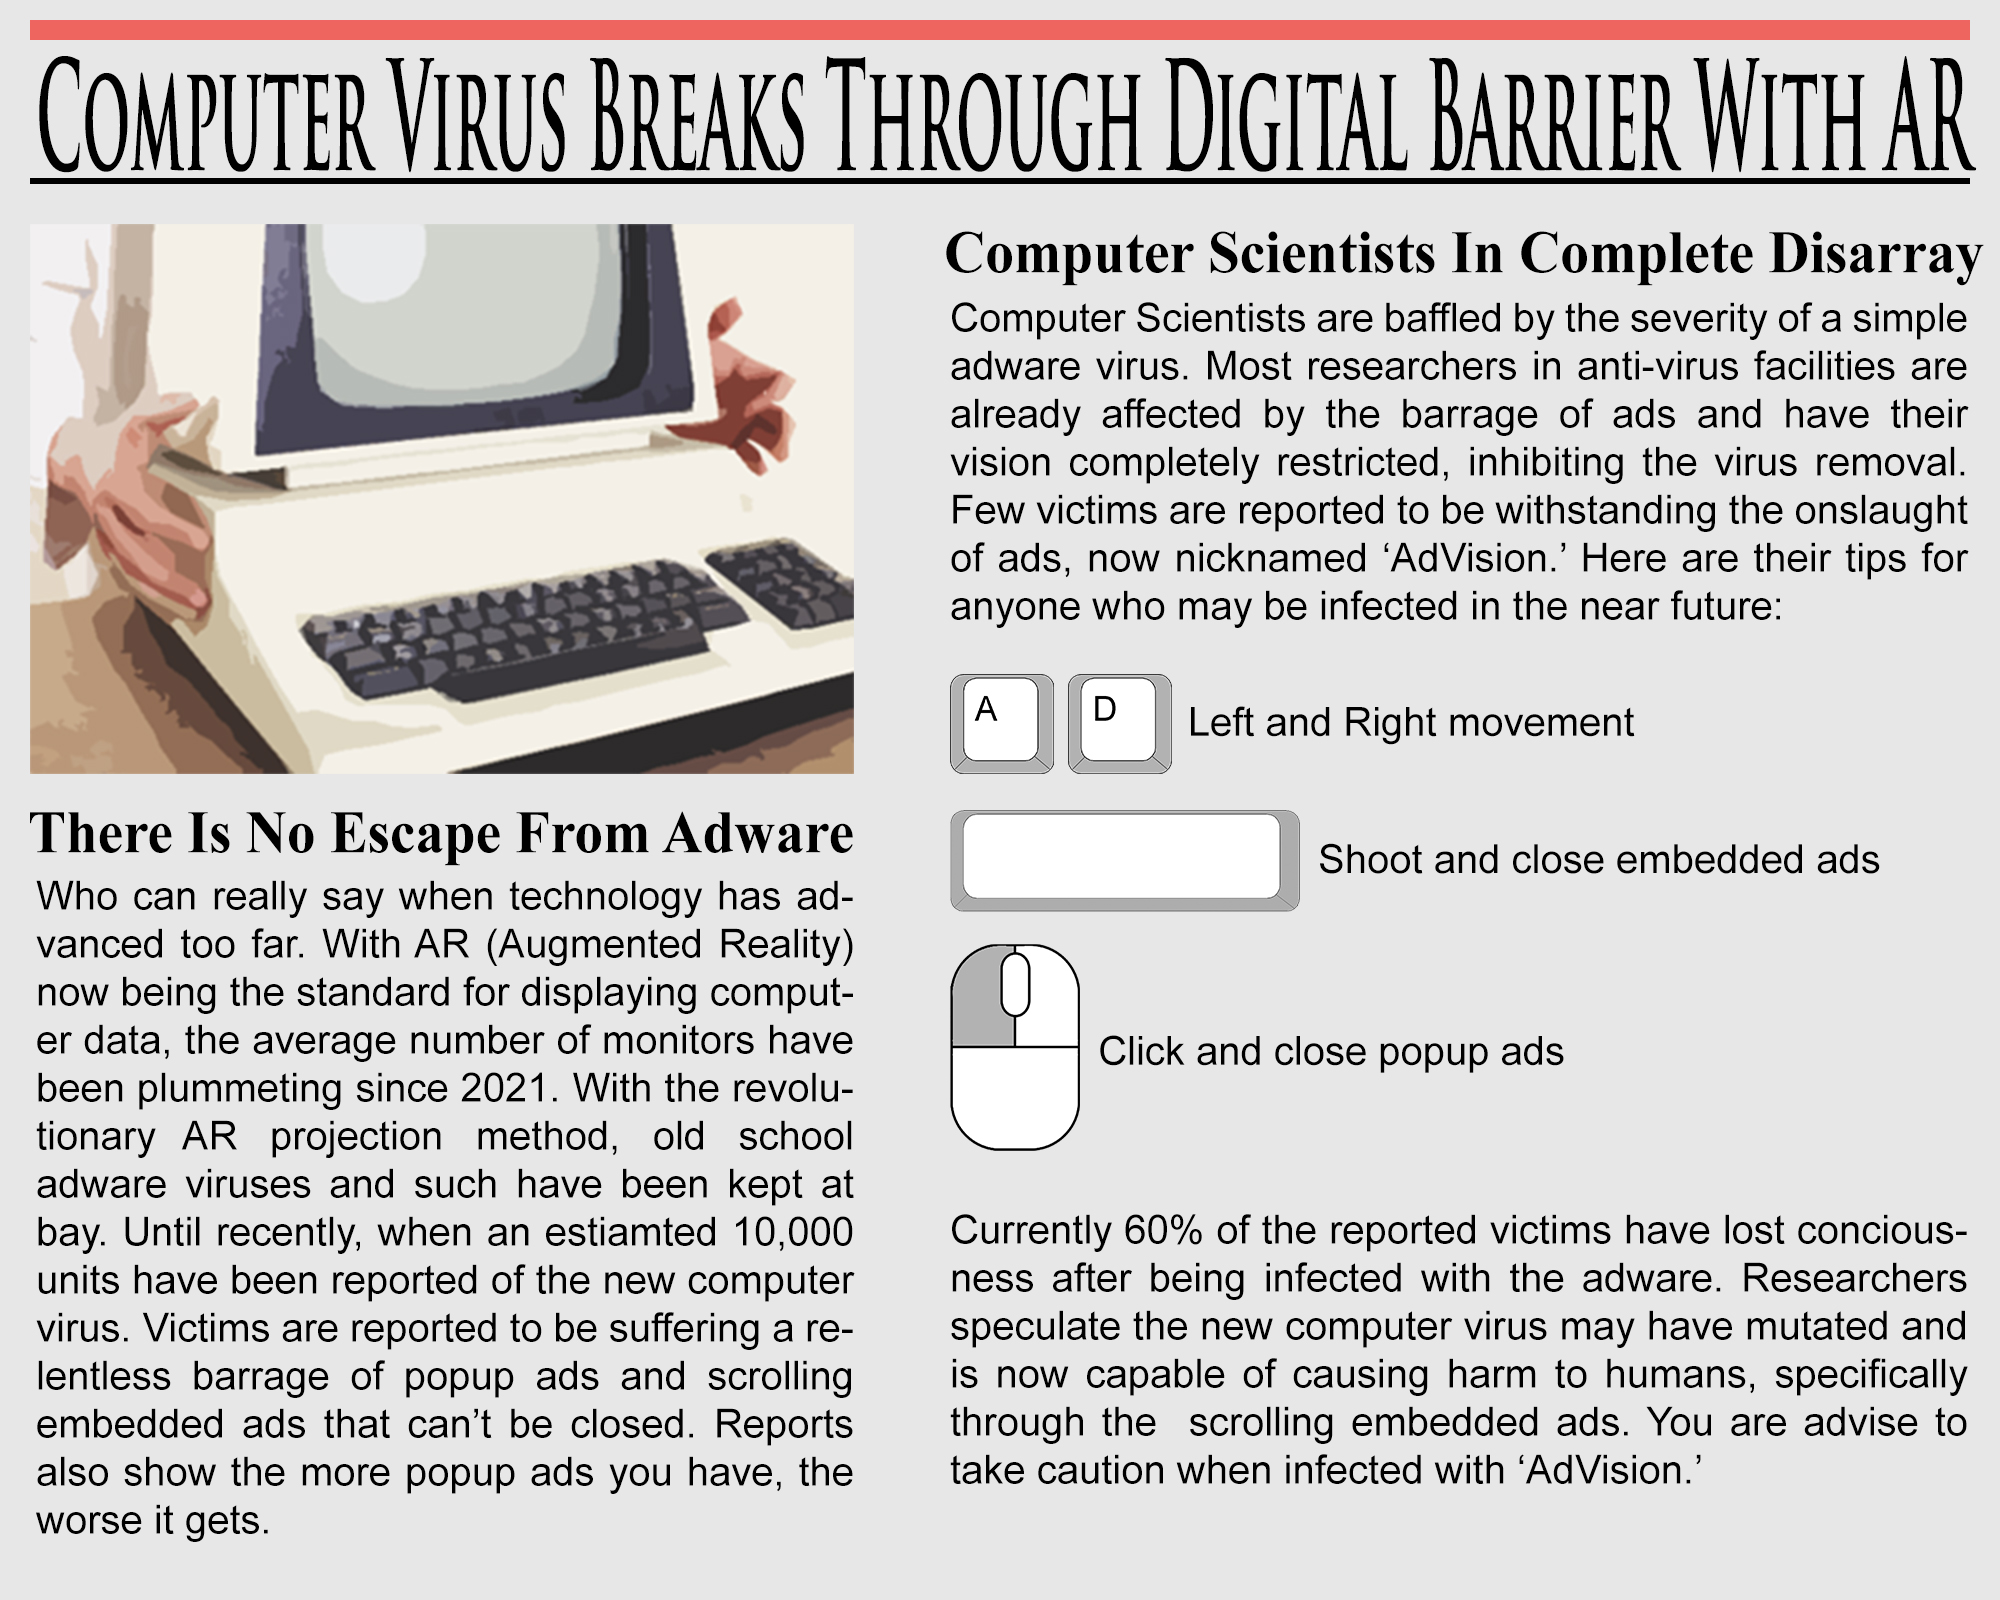 Computer Virus Breaks Through Digital Barrier With AR
There Is No Escape From Adware
Who can really say when technology has ad-
vanced too far. With AR (Augmented Reality)
now being the standard for displaying comput-
er data, the average number of monitors have
been plummeting since 2021. With the revolu-
tionary AR projection method, old school
adware viruses and such have been kept at
bay. Until recently, when an estiamted 10,000
units have been reported of the new computer
virus. Victims are reported to be suffering a re-
lentless barrage of popup ads and scrolling
embedded ads that can’t be closed. Reports
also show the more popup ads you have, the
worse it gets.
Computer Scientists In Complete Disarray
Computer Scientists are baffled by the severity of a simple
adware virus. Most researchers in anti-virus facilities are
already affected by the barrage of ads and have their
vision completely restricted, inhibiting the virus removal.
Few victims are reported to be withstanding the onslaught
of ads, now nicknamed ‘AdVision.’ Here are their tips for
anyone who may be infected in the near future:
A D Left and Right movement
Shoot and close embedded ads
Click and close popup ads
Currently 60% of the reported victims have lost concious-
ness after being infected with the adware. Researchers
speculate the new computer virus may have mutated and
is now capable of causing harm to humans, specifically
through the scrolling embedded ads. You are advise to
take caution when infected with ‘AdVision.’